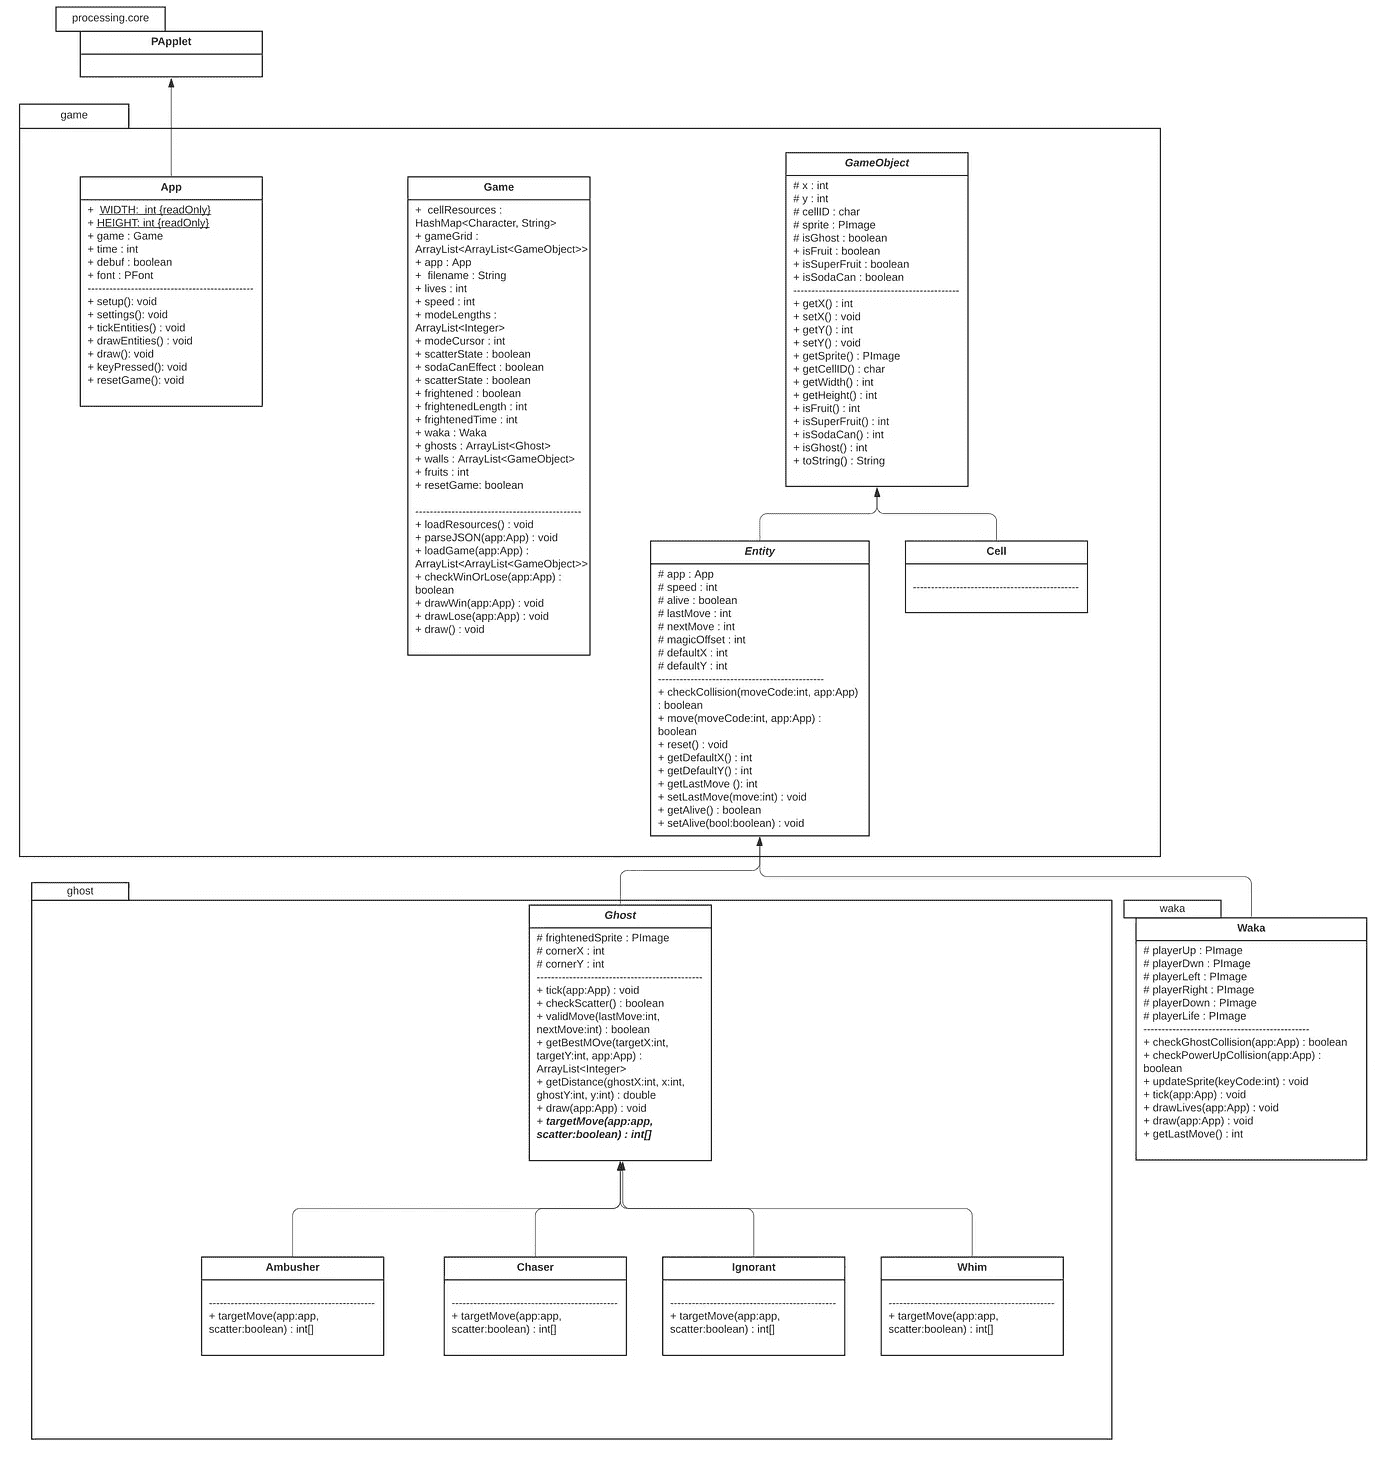 processing.core
PApplet
game
App
+  WIDTH:  int {readOnly}
+ HEIGHT: int {readOnly}
+ game : Game
+ time : int
+ debuf : boolean
+ font : PFont
+ setup(): void
+ settings(): void
+ tickEntities() : void
+ drawEntities() : void
+ draw(): void
+ keyPressed(): void
+ resetGame(): void
Game
+  cellResources :
HashMap<Character, String>
+ gameGrid :
ArrayList<ArrayList<GameObject>>
+ app : App
+  filename : String
+ lives : int
+ speed : int
+ modeLengths :
ArrayList<Integer>
+ modeCursor : int
+ scatterState : boolean
+ sodaCanEffect : boolean
+ scatterState : boolean
+ frightened : boolean
+ frightenedLength : int
+ frightenedTime : int
+ waka : Waka
+ ghosts : ArrayList<Ghost>
+ walls : ArrayList<GameObject>
+ fruits : int
+ resetGame: boolean
+ loadResources() : void
+ parseJSON(app:App) : void
+ loadGame(app:App) :
ArrayList<ArrayList<GameObject>>
+ checkWinOrLose(app:App) :
boolean
+ drawWin(app:App) : void
+ drawLose(app:App) : void
+ draw() : void
GameObject
# x : int
# y : int
# cellID : char
# sprite : PImage
# isGhost : boolean
+ isFruit : boolean
+ isSuperFruit : boolean
+ isSodaCan : boolean
+ getX() : int
+ setX() : void
+ getY() : int
+ setY() : void
+ getSprite() : PImage
+ getCellID() : char
+ getWidth() : int
+ getHeight() : int
+ isFruit() : int
+ isSuperFruit() : int
+ isSodaCan() : int
+ isGhost() : int
+ toString() : String
Entity
# app : App
# speed : int
# alive : boolean
# lastMove : int
# nextMove : int
# magicOffset : int
# defaultX : int
# defaultY : int
+ checkCollision(moveCode:int, app:App)
: boolean
+ move(moveCode:int, app:App) :
boolean
+ reset() : void
+ getDefaultX() : int
+ getDefaultY() : int
+ getLastMove (): int
+ setLastMove(move:int) : void
+ getAlive() : boolean
+ setAlive(bool:boolean) : void
Cell
ghost
Ghost
# frightenedSprite : PImage
# cornerX : int
# cornerY : int
+ tick(app:App) : void
+ checkScatter() : boolean
+ validMove(lastMove:int,
nextMove:int) : boolean
+ getBestMOve(targetX:int,
targetY:int, app:App) :
ArrayList<Integer>
+ getDistance(ghostX:int, x:int,
ghostY:int, y:int) : double
+ draw(app:App) : void
+ targetMove(app:app,
scatter:boolean) : int[]
waka
Waka
# playerUp : PImage
# playerDwn : PImage
# playerLeft : PImage
# playerRight : PImage
# playerDown : PImage
# playerLife : PImage
+ checkGhostCollision(app:App) : boolean
+ checkPowerUpCollision(app:App) :
boolean
+ updateSprite(keyCode:int) : void
+ tick(app:App) : void
+ drawLives(app:App) : void
+ draw(app:App) : void
+ getLastMove() : int
Ambusher
+ targetMove(app:app,
scatter:boolean) : int[]
Chaser
+ targetMove(app:app,
scatter:boolean) : int[]
Ignorant
+ targetMove(app:app,
scatter:boolean) : int[]
Whim
+ targetMove(app:app,
scatter:boolean) : int[]